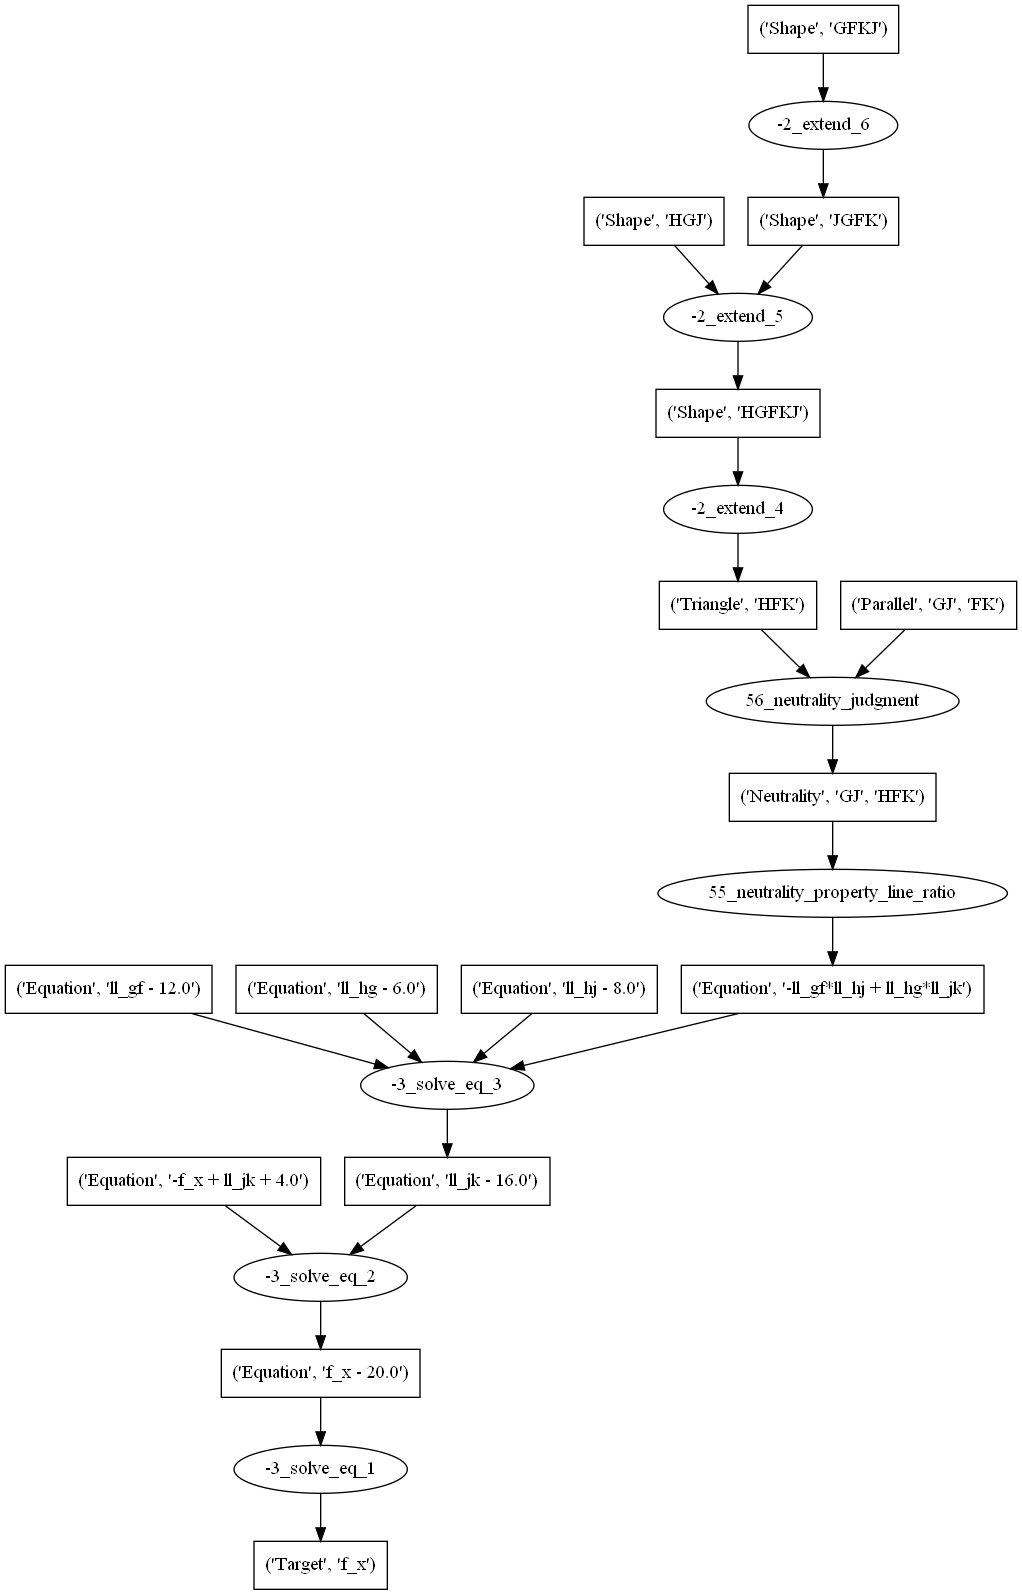 ('Shape', 'GFKJ')
-2_extend_6
('Shape', 'HGJ')
('Shape', 'JGFK')
-2_extend_5
('Shape', 'HGFKJ')
-2_extend_4
('Triangle', 'HFK')
('Parallel', 'GJ', 'FK')
56_neutrality_judgment
('Neutrality', 'GJ', 'HFK')
55_neutrality_property_line_ratio
('Equation', 'll_gf - 12.0')
('Equation', 'll_hg - 6.0')
('Equation', 'll_hj - 8.0')
('Equation', '-ll_gf*ll_hj + ll_hg*ll_jk')
-3_solve_eq_3
('Equation', '-f_x + ll_jk + 4.0')
('Equation', 'll_jk - 16.0')
-3_solve_eq_2
('Equation', 'f_x - 20.0')
-3_solve_eq_1
('Target', 'f_x')